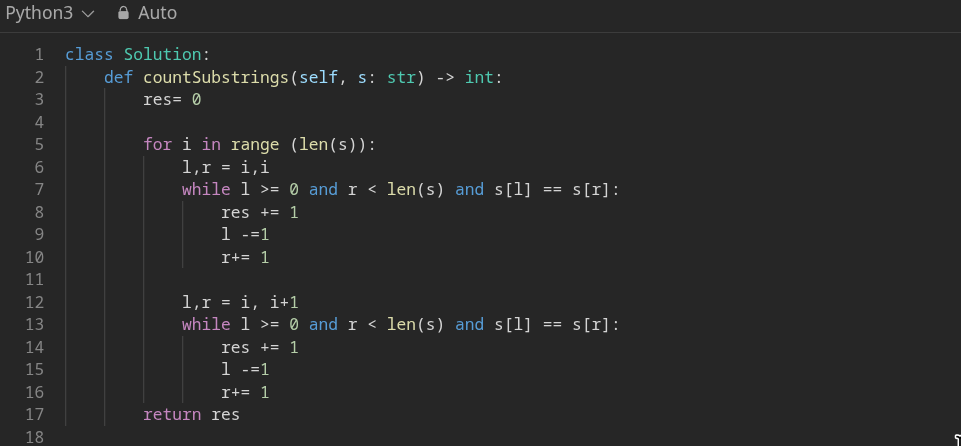 Python3 Auto
1 class Solution:
2     def countSubstrings(self, s: str) -> int:
3         res= 0
4
5         for i in range (len(s)):
6             l,r = i,i
7             while l >= 0 and r < len(s) and s[l] == s[r]:
8                 res += 1
9                 l -=1
10                 r+= 1
11
12             l,r = i, i+1
13             while l >= 0 and r < len(s) and s[l] == s[r]:
14                 res += 1
15                 l -=1
16                 r+= 1
17         return res
18